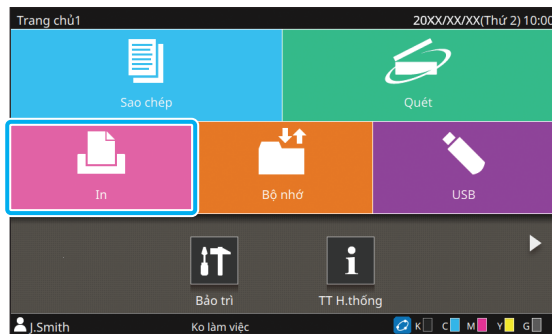 Trang chủ1 20XX/XX/XX(Thứ 2) 10:00
Sao chép Quét
In Bộ nhớ USB
Bảo trì TT H.thống
J.Smith Ko làm việc K C M Y G